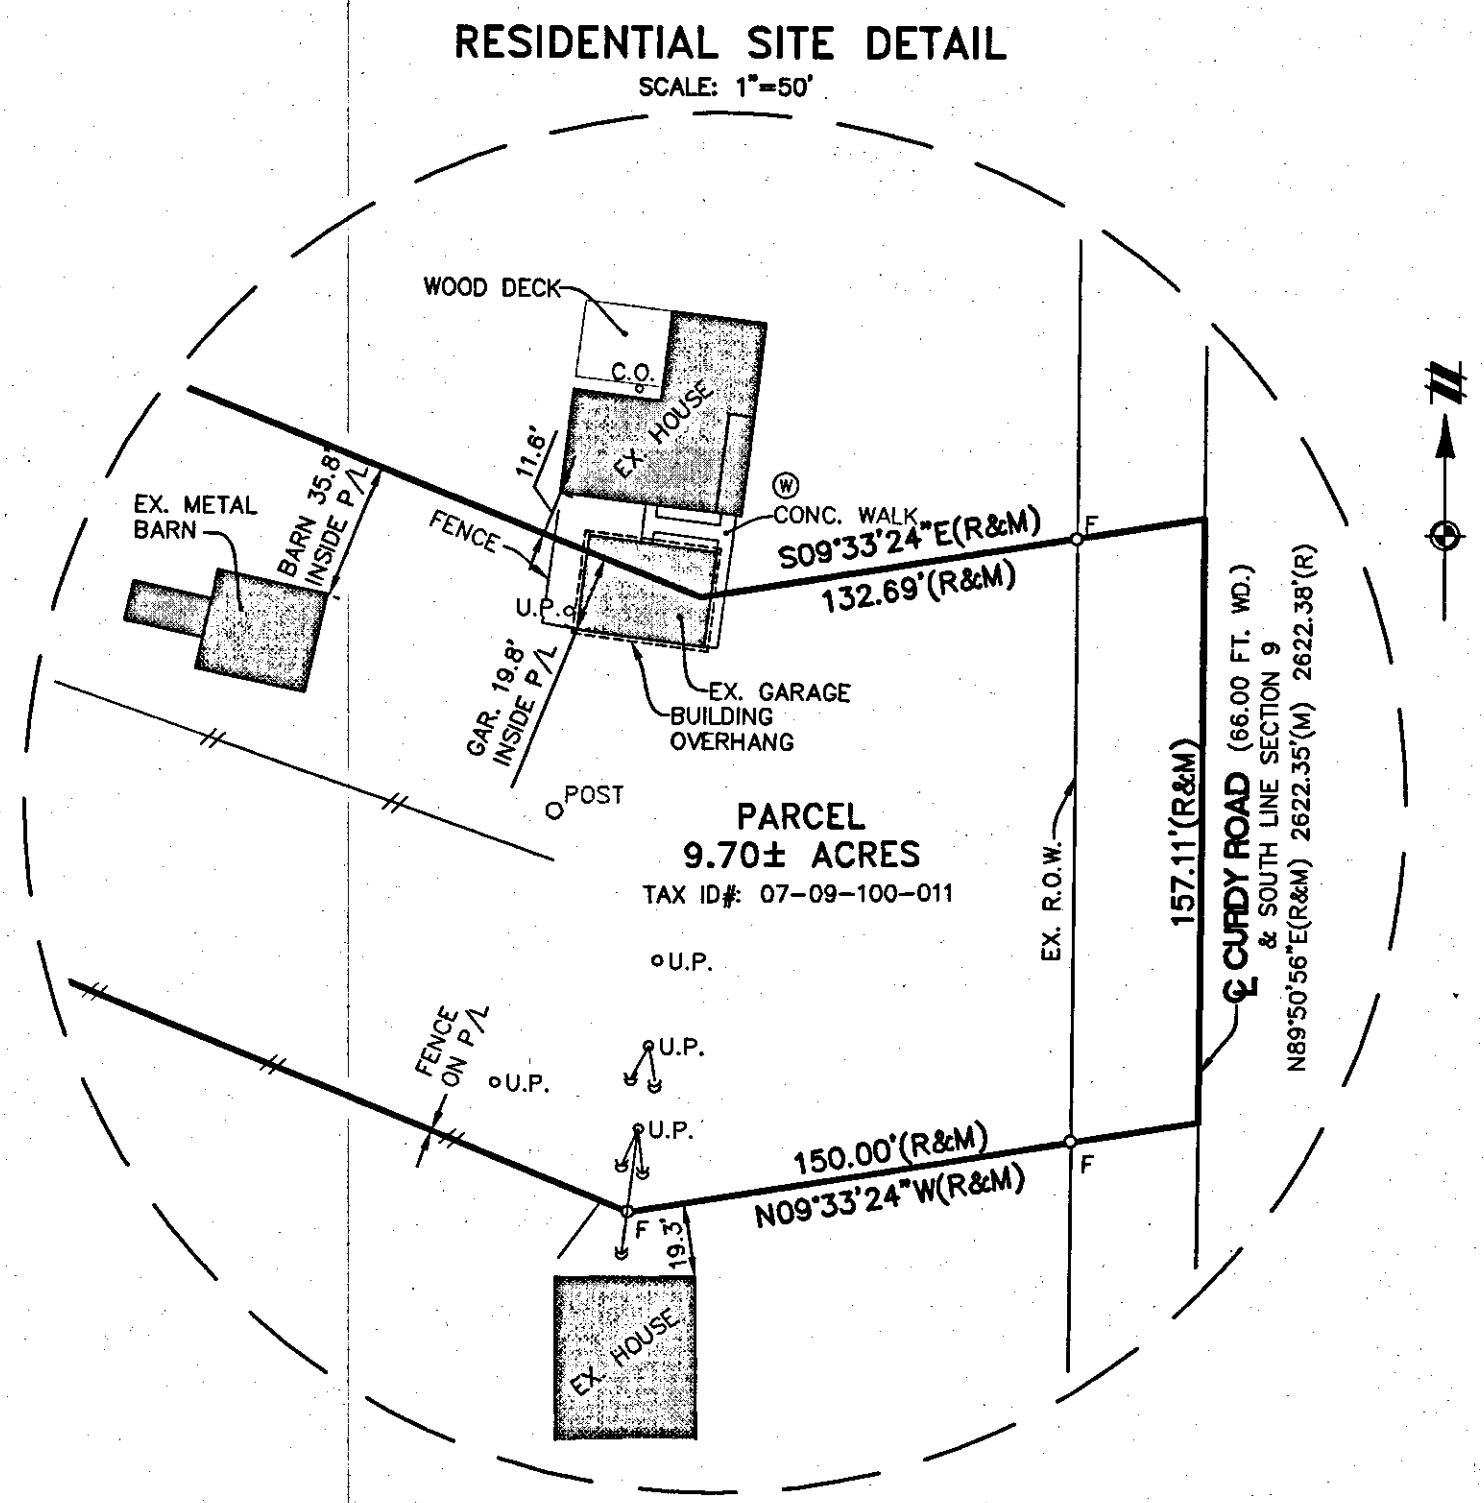 RESIDENTIAL SITE DETAIL
SCALE: 1"=50'
WOOD DECK
C.O.
EX. HOUSE
11.6'
W
CONC. WALK
FENCE
EX. METAL
BARN
BARN 35.8'
INSIDE P/L
S09°33'24"E(R&M)
132.69'(R&M)
F
U.P.
GAR. 19.8'
INSIDE P/L
EX. GARAGE
BUILDING
OVERHANG
POST
PARCEL
9.70± ACRES
TAX ID#: 07-09-100-011
EX. R.O.W.
157.11'(R&M)
℄ CURDY ROAD (66.00 FT. WD.)
& SOUTH LINE SECTION 9
N89°50'56"E(R&M) 2622.35'(M) 2622.38'(R)
U.P.
U.P.
U.P.
U.P.
FENCE
ON P/L
150.00'(R&M)
N09°33'24"W(R&M)
F
F
19.3'
EX. HOUSE
N